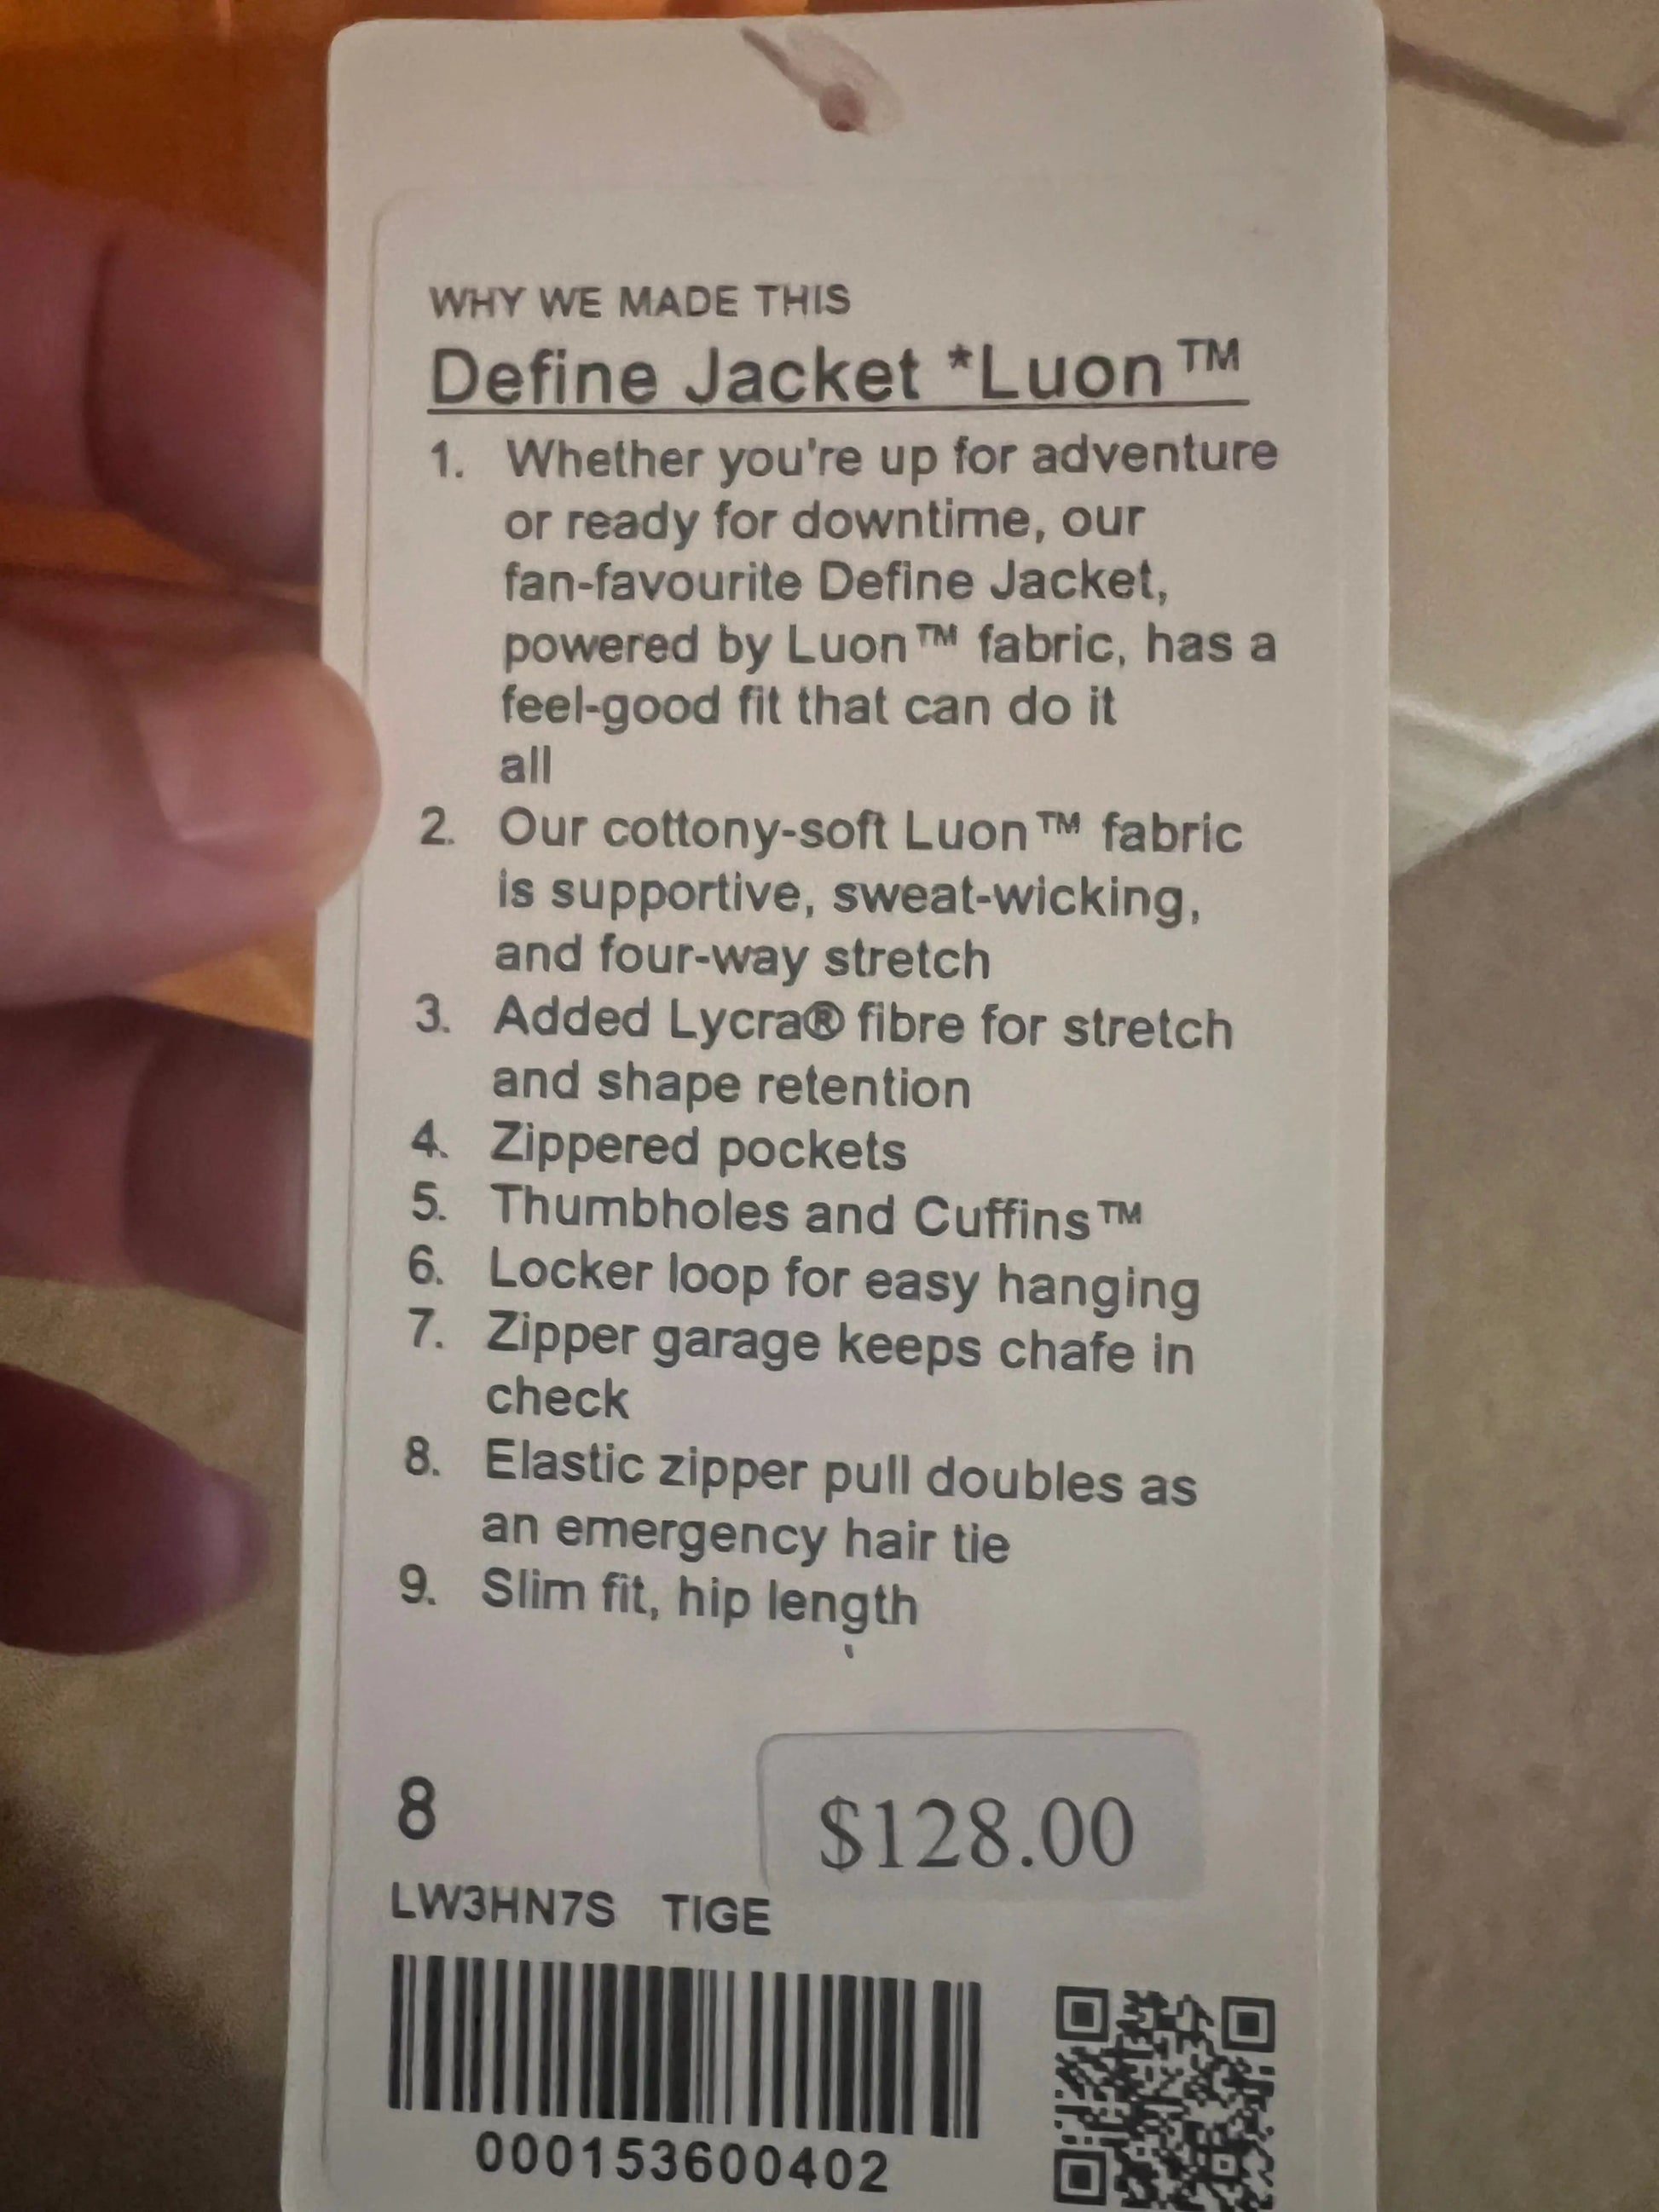 WHY WE MADE THIS
Define Jacket *Luon™
1. Whether you're up for adventure
or ready for downtime, our
fan-favourite Define Jacket,
powered by Luon™ fabric, has a
feel-good fit that can do it
all
2. Our cottony-soft Luon™ fabric
is supportive, sweat-wicking,
and four-way stretch
3. Added Lycra® fibre for stretch
and shape retention
4. Zippered pockets
5. Thumbholes and Cuffins™
6. Locker loop for easy hanging
7. Zipper garage keeps chafe in
check
8. Elastic zipper pull doubles as
an emergency hair tie
9. Slim fit, hip length
8
$128.00
LW3HN7S TIGE
000153600402